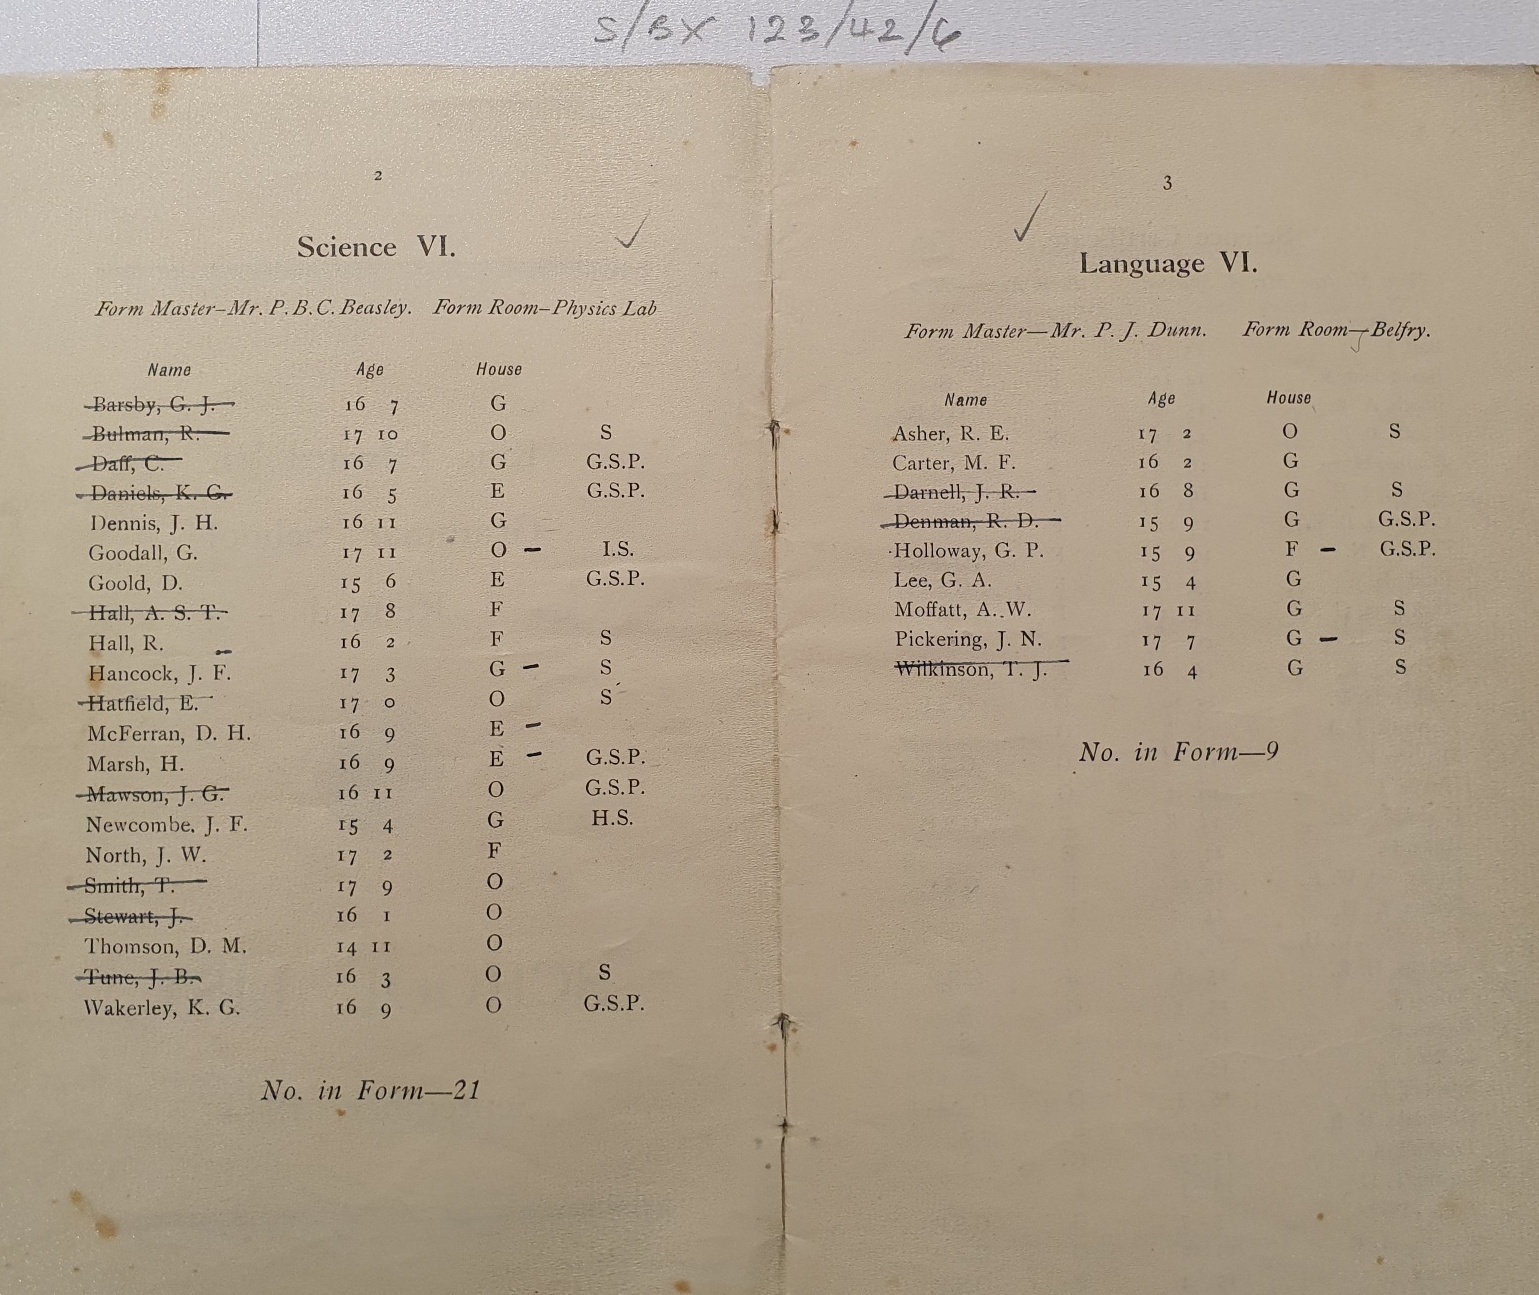 S/BX 123/42/6
2
Science VI.
Form Master–Mr. P. B. C. Beasley. Form Room–Physics Lab
Name Age House
Barsby, G. J. 16 7 G
Bulman, R. 17 10 O S
Daff, C. 16 7 G G.S.P.
Daniels, K. G. 16 5 E G.S.P.
Dennis, J. H. 16 11 G
Goodall, G. 17 11 O – I.S.
Goold, D. 15 6 E G.S.P.
Hall, A. S. T. 17 8 F
Hall, R. 16 2 F S
Hancock, J. F. 17 3 G – S
Hatfield, E. 17 0 O S
McFerran, D. H. 16 9 E –
Marsh, H. 16 9 E – G.S.P.
Mawson, J. G. 16 11 O G.S.P.
Newcombe, J. F. 15 4 G H.S.
North, J. W. 17 2 F
Smith, T. 17 9 O
Stewart, J. 16 1 O
Thomson, D. M. 14 11 O
Tune, J. B. 16 3 O S
Wakerley, K. G. 16 9 O G.S.P.
No. in Form—21
3
Language VI.
Form Master—Mr. P. J. Dunn. Form Room—Belfry.
Name Age House
Asher, R. E. 17 2 O S
Carter, M. F. 16 2 G
Darnell, J. R. 16 8 G S
Denman, R. D. 15 9 G G.S.P.
Holloway, G. P. 15 9 F – G.S.P.
Lee, G. A. 15 4 G
Moffatt, A. W. 17 11 G S
Pickering, J. N. 17 7 G – S
Wilkinson, T. J. 16 4 G S
No. in Form—9